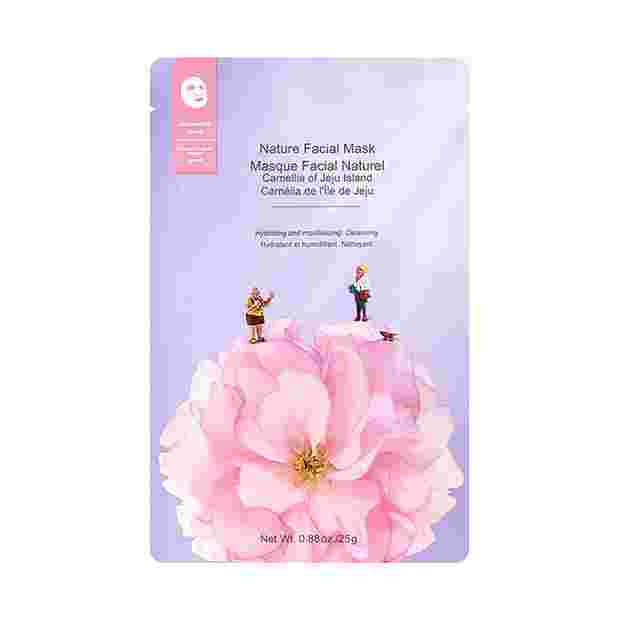 Nature Facial Mask
Masque Facial Naturel
Camellia of Jeju Island
Camélia de l'Île de Jeju
Hydrating and moisturizing. Cleansing
Hydratant et humidifiant. Nettoyant
Net Wt. 0.88oz./25g